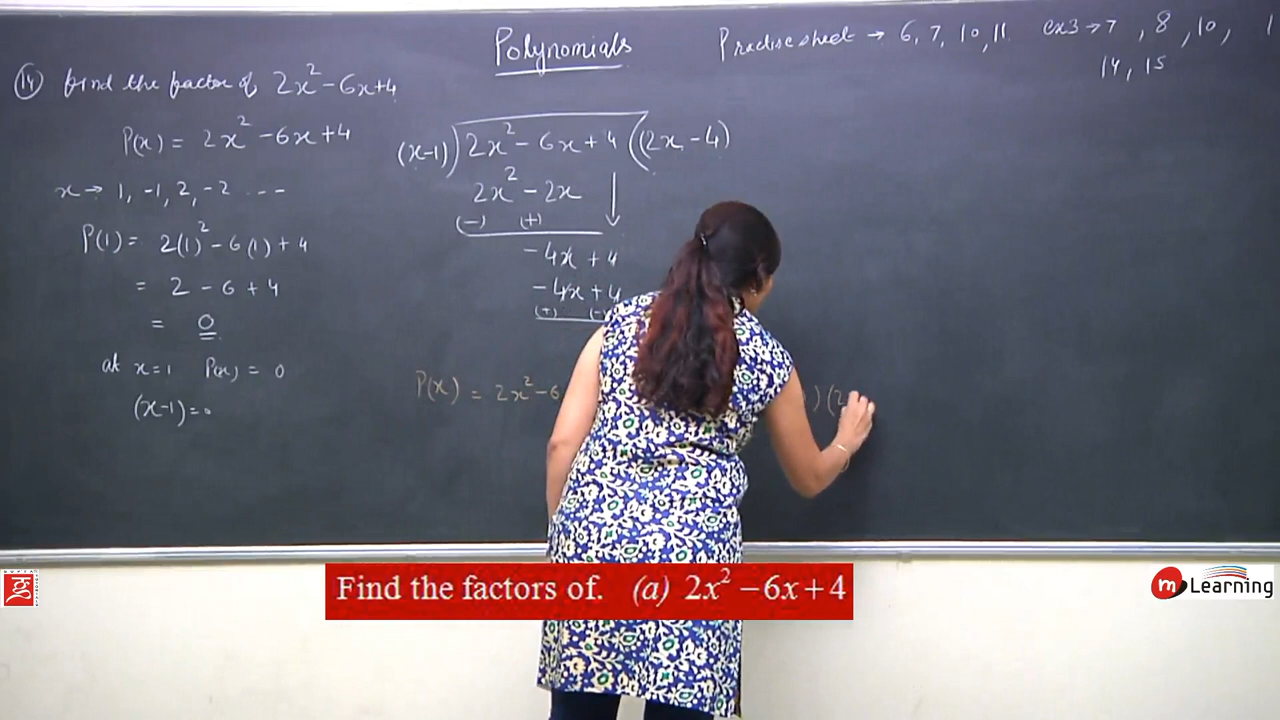 Polynomials
Practise sheet → 6, 7, 10, 11 ex3 → 7, 8, 10, 1
14, 15
(14) find the factor of 2x² - 6x + 4
P(x) = 2x² - 6x + 4
x → 1, -1, 2, -2 ---
P(1) = 2(1)² - 6(1) + 4
= 2 - 6 + 4
= 0
at x = 1 P(x) = 0
(x-1) = 0
(x-1) ) 2x² - 6x + 4 ( (2x - 4)
2x² - 2x
(-) (+)
-4x + 4
-4x + 4
(+) (-
P(x) = 2x² - 6
) (2
Find the factors of. (a) 2x² - 6x + 4
m Learning